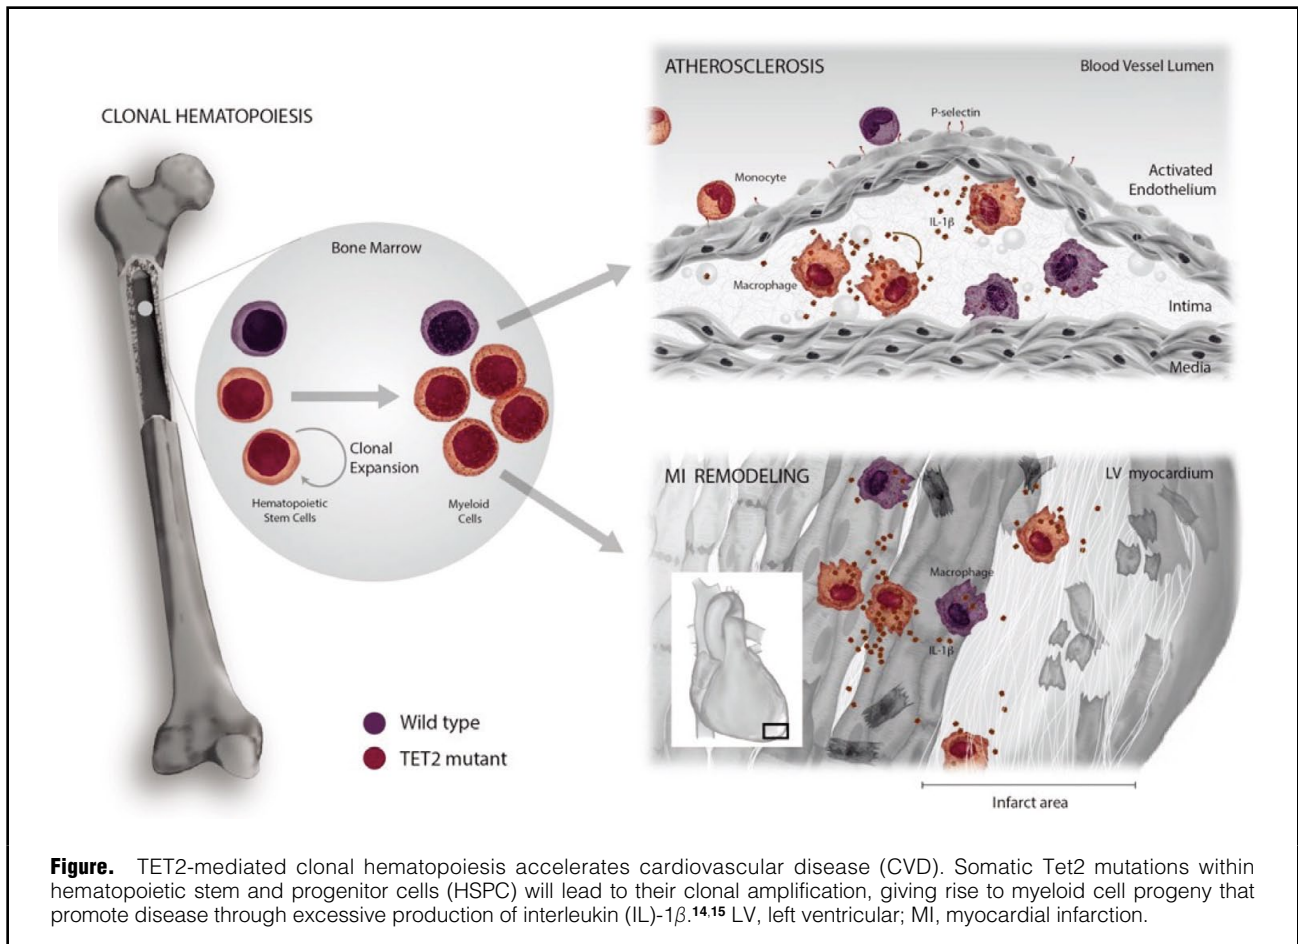 CLONAL HEMATOPOIESIS
Bone Marrow
Clonal
Expansion
Hematopoietic
Stem Cells
Myeloid
Cells
Wild type
TET2 mutant
ATHEROSCLEROSIS
Blood Vessel Lumen
P-selectin
Monocyte
Activated
Endothelium
IL-1β
Macrophage
Intima
Media
MI REMODELING
LV myocardium
Macrophage
IL-1β
Infarct area
Figure. TET2-mediated clonal hematopoiesis accelerates cardiovascular disease (CVD). Somatic Tet2 mutations within
hematopoietic stem and progenitor cells (HSPC) will lead to their clonal amplification, giving rise to myeloid cell progeny that
promote disease through excessive production of interleukin (IL)-1β.14,15 LV, left ventricular; MI, myocardial infarction.